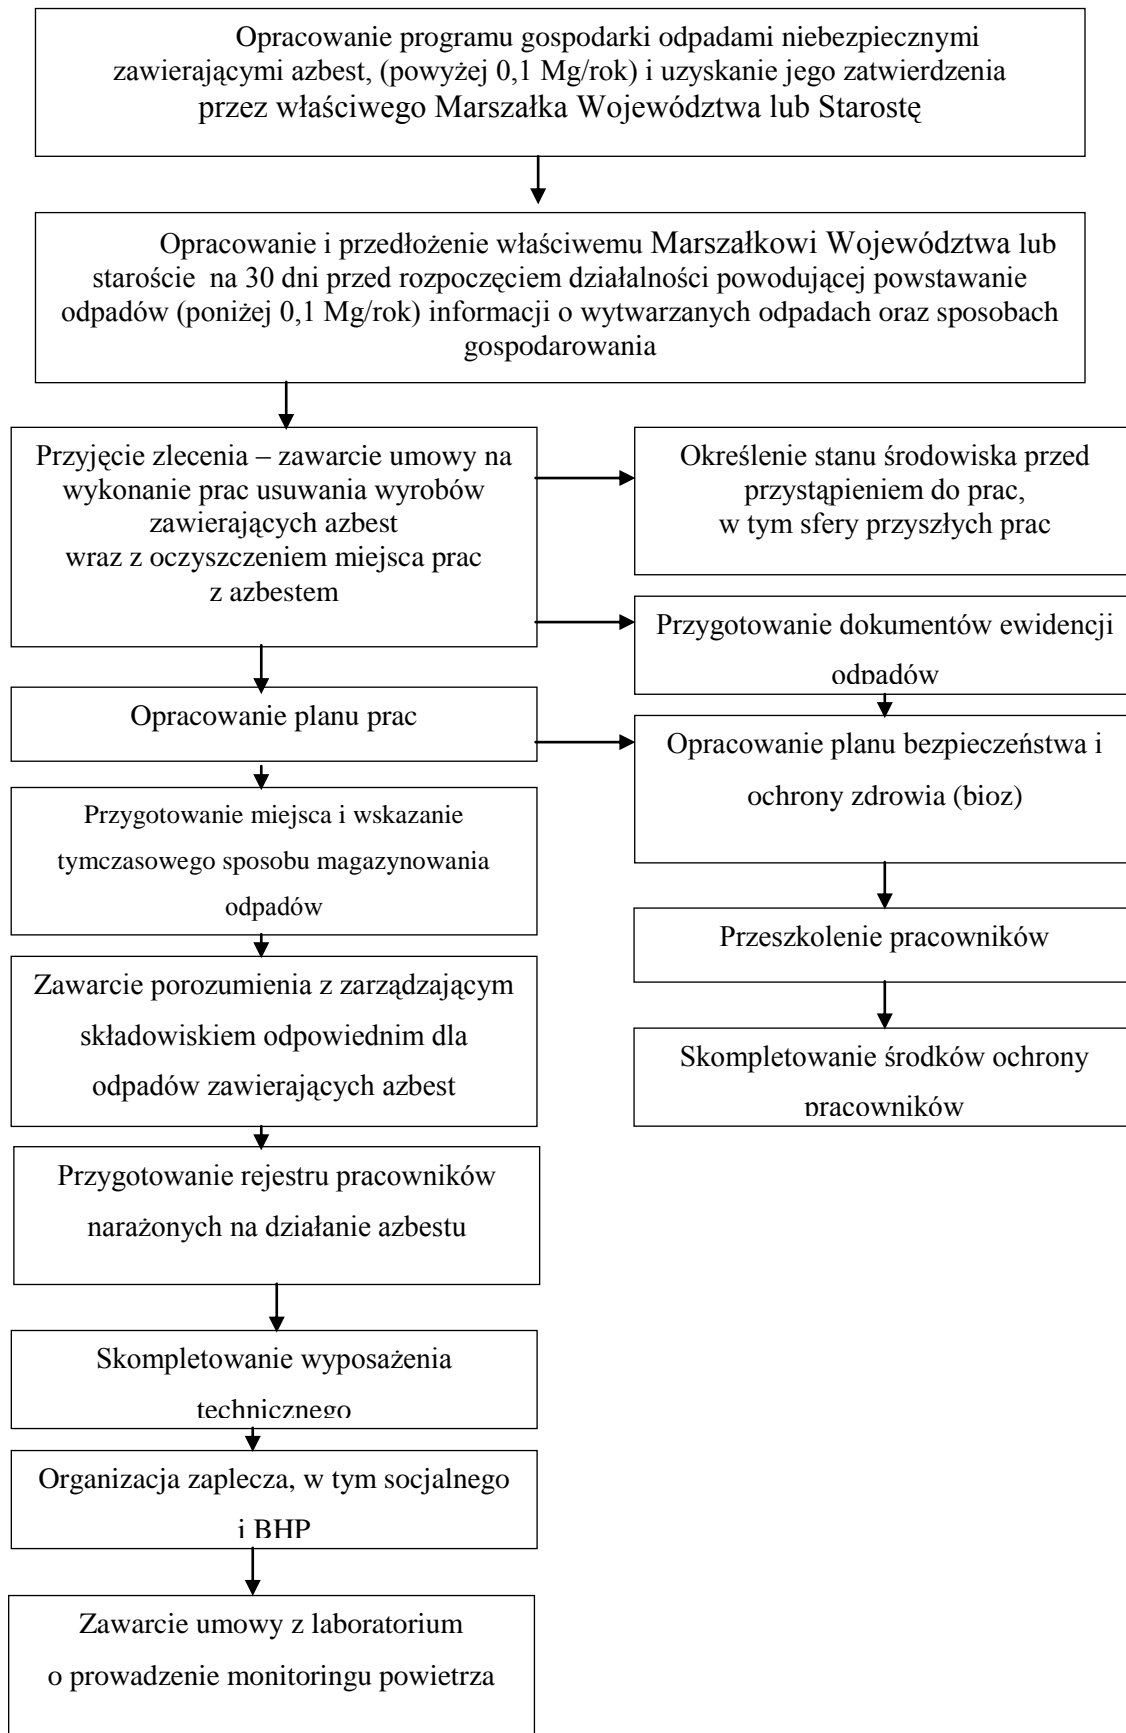 Opracowanie programu gospodarki odpadami niebezpiecznymi
zawierającymi azbest, (powyżej 0,1 Mg/rok) i uzyskanie jego zatwierdzenia
przez właściwego Marszałka Województwa lub Starostę
Opracowanie i przedłożenie właściwemu Marszałkowi Województwa lub
staroście na 30 dni przed rozpoczęciem działalności powodującej powstawanie
odpadów (poniżej 0,1 Mg/rok) informacji o wytwarzanych odpadach oraz sposobach
gospodarowania
Przyjęcie zlecenia – zawarcie umowy na
wykonanie prac usuwania wyrobów
zawierających azbest
wraz z oczyszczeniem miejsca prac
z azbestem
Określenie stanu środowiska przed
przystąpieniem do prac,
w tym sfery przyszłych prac
Przygotowanie dokumentów ewidencji
odpadów
Opracowanie planu prac
Opracowanie planu bezpieczeństwa i
ochrony zdrowia (bioz)
Przygotowanie miejsca i wskazanie
tymczasowego sposobu magazynowania
odpadów
Przeszkolenie pracowników
Zawarcie porozumienia z zarządzającym
składowiskiem odpowiednim dla
odpadów zawierających azbest
Skompletowanie środków ochrony
pracowników
Przygotowanie rejestru pracowników
narażonych na działanie azbestu
Skompletowanie wyposażenia
technicznego
Organizacja zaplecza, w tym socjalnego
i BHP
Zawarcie umowy z laboratorium
o prowadzenie monitoringu powietrza